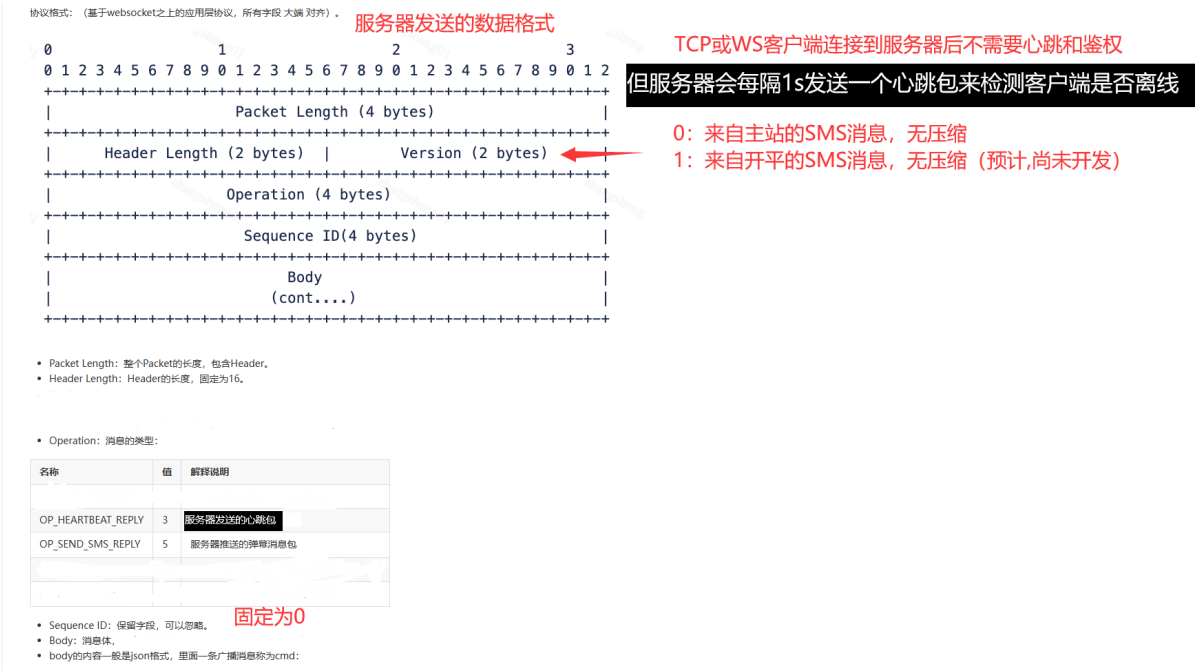 协议格式：（基于websocket之上的应用层协议，所有字段 大端 对齐）。
服务器发送的数据格式
TCP或WS客户端连接到服务器后不需要心跳和鉴权
但服务器会每隔1s发送一个心跳包来检测客户端是否离线
0：来自主站的SMS消息，无压缩
1：来自开平的SMS消息，无压缩（预计,尚未开发）
0 1 2 3
0 1 2 3 4 5 6 7 8 9 0 1 2 3 4 5 6 7 8 9 0 1 2 3 4 5 6 7 8 9 0 1 2
+-+-+-+-+-+-+-+-+-+-+-+-+-+-+-+-+-+-+-+-+-+-+-+-+-+-+-+-+-+-+-+-+
| Packet Length (4 bytes) |
+-+-+-+-+-+-+-+-+-+-+-+-+-+-+-+-+-+-+-+-+-+-+-+-+-+-+-+-+-+-+-+-+
| Header Length (2 bytes) | Version (2 bytes) |
+-+-+-+-+-+-+-+-+-+-+-+-+-+-+-+-+-+-+-+-+-+-+-+-+-+-+-+-+-+-+-+-+
| Operation (4 bytes) |
+-+-+-+-+-+-+-+-+-+-+-+-+-+-+-+-+-+-+-+-+-+-+-+-+-+-+-+-+-+-+-+-+
| Sequence ID(4 bytes) |
+-+-+-+-+-+-+-+-+-+-+-+-+-+-+-+-+-+-+-+-+-+-+-+-+-+-+-+-+-+-+-+-+
| Body |
| (cont....) |
+-+-+-+-+-+-+-+-+-+-+-+-+-+-+-+-+-+-+-+-+-+-+-+-+-+-+-+-+-+-+-+-+
• Packet Length：整个Packet的长度，包含Header。
• Header Length：Header的长度，固定为16。
• Operation：消息的类型：
名称 值 解释说明
OP_HEARTBEAT_REPLY 3 服务器发送的心跳包
OP_SEND_SMS_REPLY 5 服务器推送的弹幕消息包
• Sequence ID：保留字段，可以忽略。 固定为0
• Body：消息体，
• body的内容一般是json格式，里面一条广播消息称为cmd：